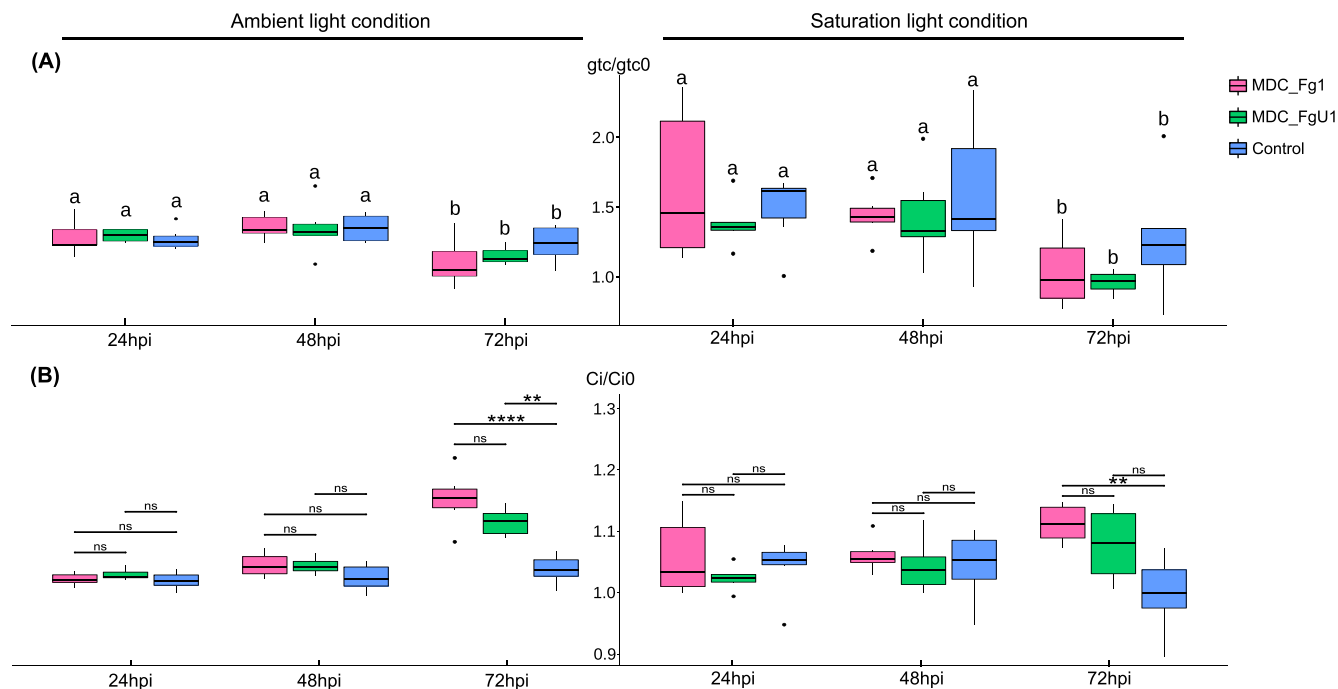 Ambient light condition
Saturation light condition
(A)
gtc/gtc0
2.0
1.5
1.0
a a a
a a a
b b b
a a a
a a a
b b b
24hpi 48hpi 72hpi
24hpi 48hpi 72hpi
MDC_Fg1
MDC_FgU1
Control
(B)
Ci/Ci0
1.3
1.2
1.1
1.0
0.9
ns
ns
ns
ns
ns
ns
**
****
ns
ns
ns
ns
ns
ns
ns
ns
**
ns
24hpi 48hpi 72hpi
24hpi 48hpi 72hpi